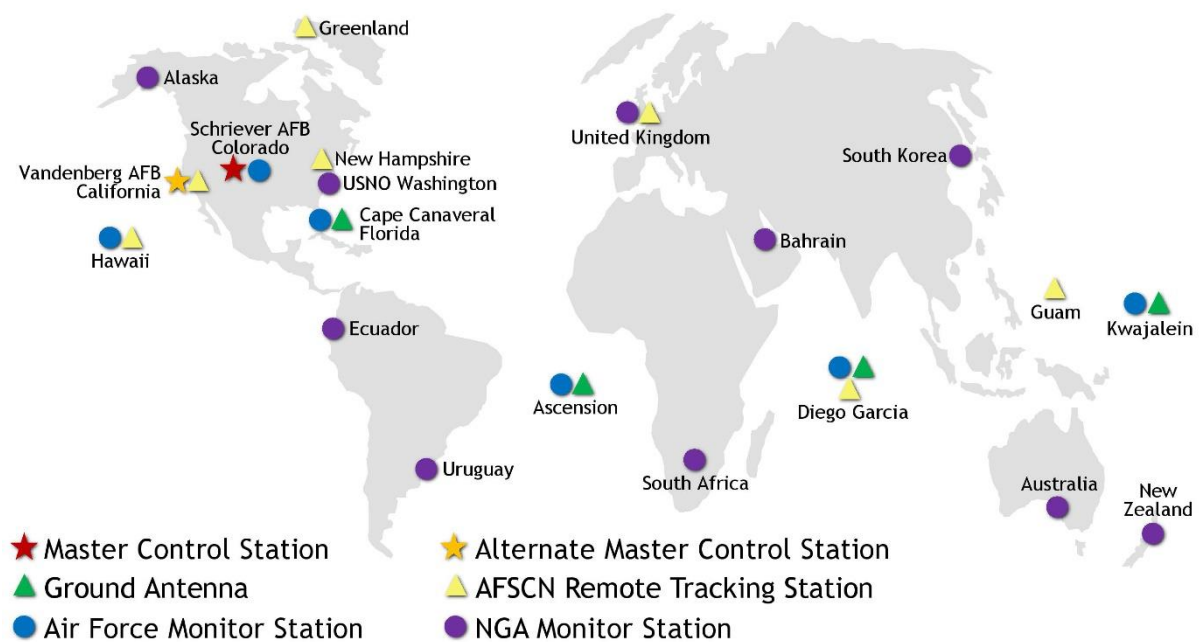 Greenland
Alaska
Schriever AFB
Colorado
Vandenberg AFB
California
New Hampshire
USNO Washington
Cape Canaveral
Florida
Hawaii
United Kingdom
South Korea
Bahrain
Guam
Kwajalein
Ecuador
Ascension
Diego Garcia
Uruguay
South Africa
Australia
New
Zealand
Master Control Station
Alternate Master Control Station
Ground Antenna
AFSCN Remote Tracking Station
Air Force Monitor Station
NGA Monitor Station